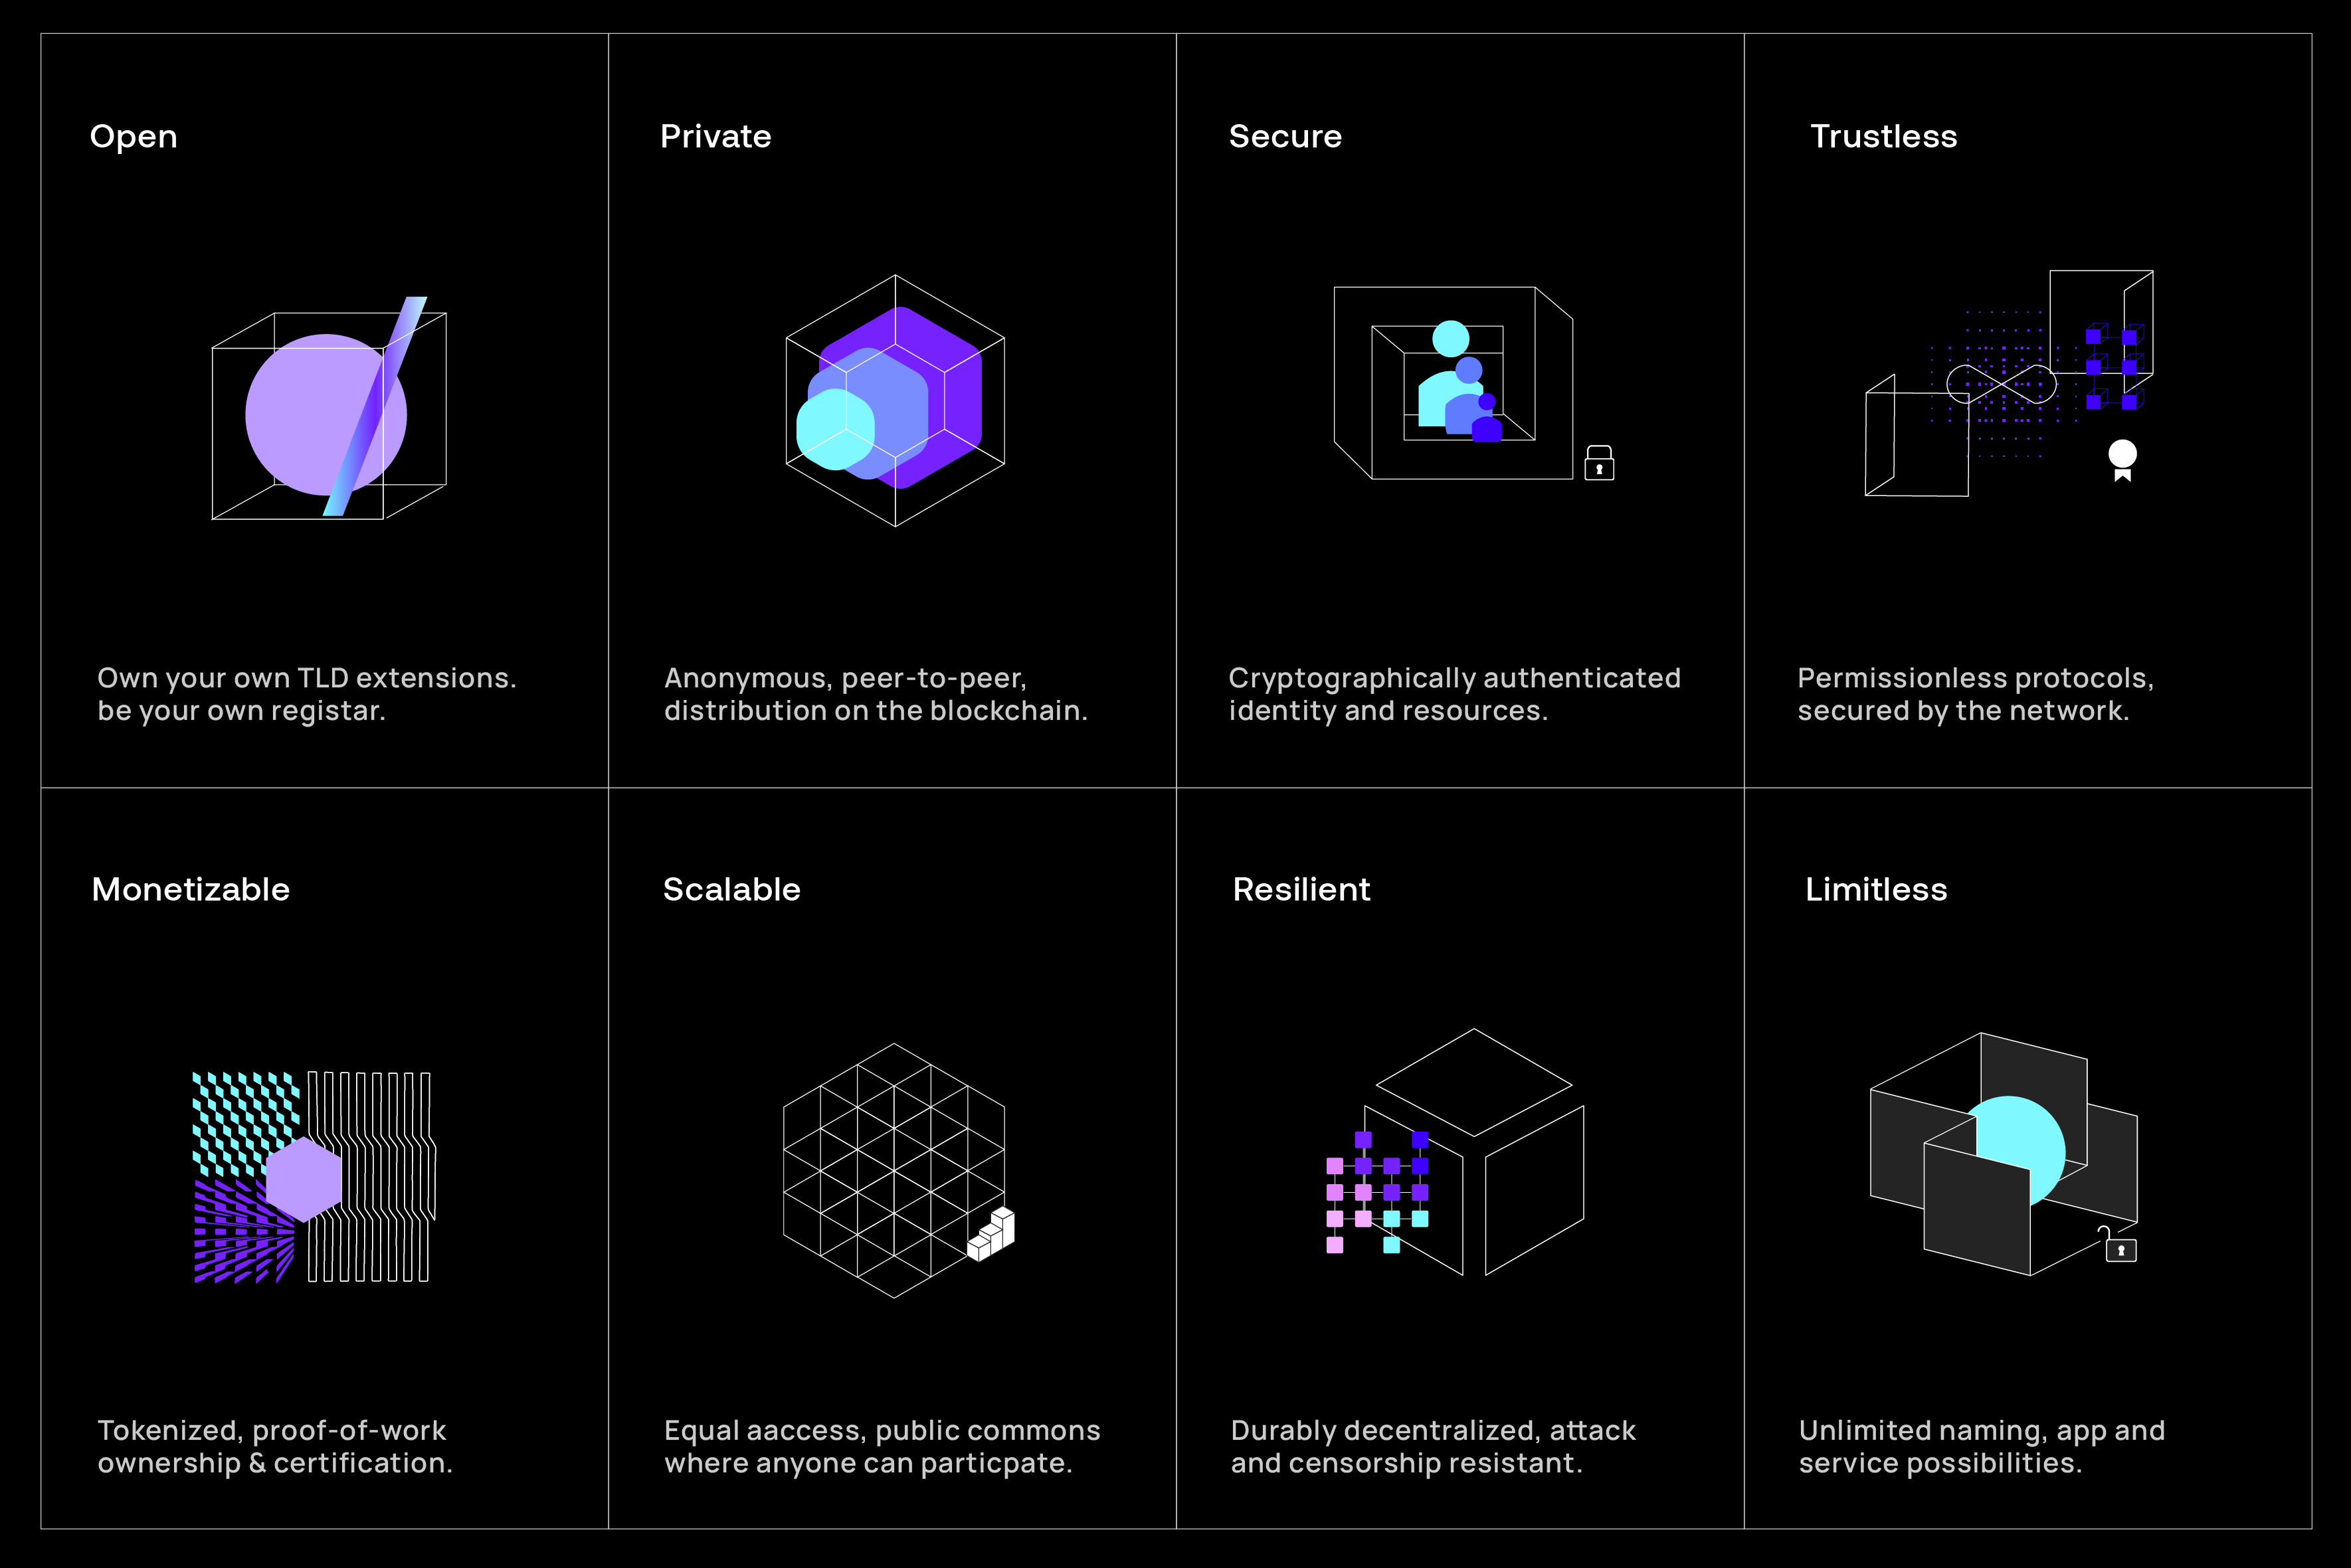 Open
Own your own TLD extensions.
be your own registar.
Private
Anonymous, peer-to-peer,
distribution on the blockchain.
Secure
Cryptographically authenticated
identity and resources.
Trustless
Permissionless protocols,
secured by the network.
Monetizable
Tokenized, proof-of-work
ownership & certification.
Scalable
Equal aaccess, public commons
where anyone can particpate.
Resilient
Durably decentralized, attack
and censorship resistant.
Limitless
Unlimited naming, app and
service possibilities.